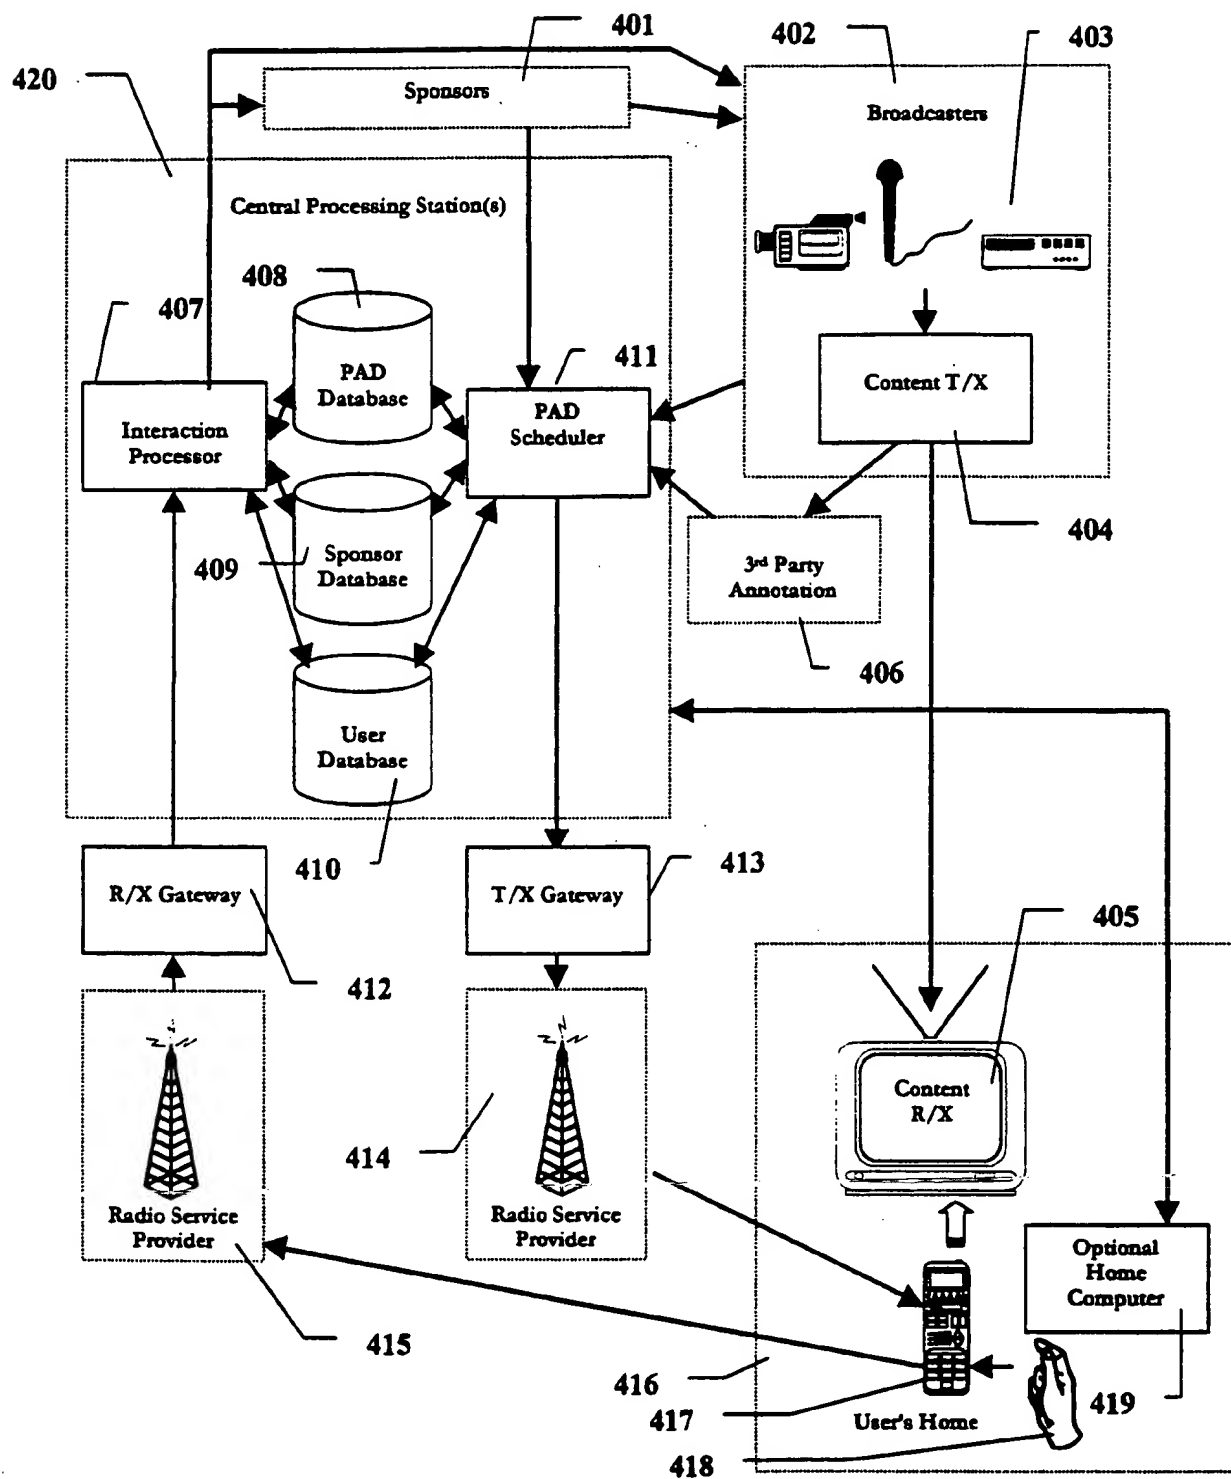 401
402
403
420
Sponsors
Broadcasters
Central Processing Station(s)
408
407
PAD
Database
411
PAD
Scheduler
Content T/X
Interaction
Processor
404
409
Sponsor
Database
3rd Party
Annotation
406
User
Database
410
413
R/X Gateway
T/X Gateway
405
412
Content
R/X
414
Radio Service
Provider
Radio Service
Provider
Optional
Home
Computer
415
416
417
User's Home
419
418